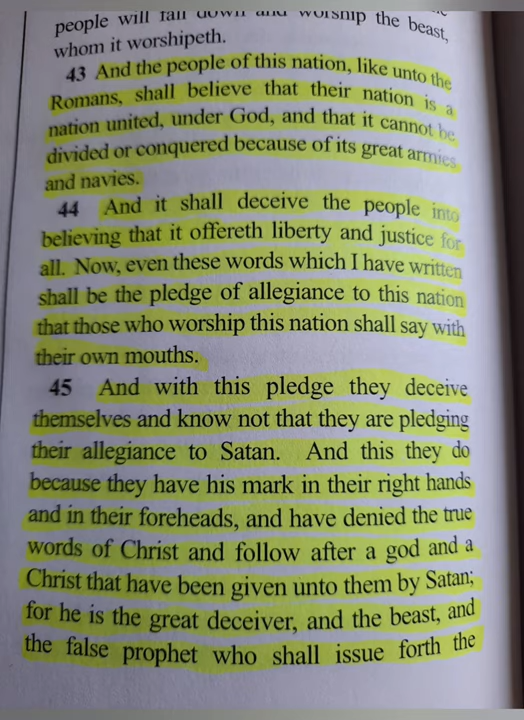 people will fall down and worship the beast,
whom it worshipeth.
43 And the people of this nation, like unto the
Romans, shall believe that their nation is a
nation united, under God, and that it cannot be
divided or conquered because of its great armies
and navies.
44 And it shall deceive the people into
believing that it offereth liberty and justice for
all. Now, even these words which I have written
shall be the pledge of allegiance to this nation
that those who worship this nation shall say with
their own mouths.
45 And with this pledge they deceive
themselves and know not that they are pledging
their allegiance to Satan. And this they do
because they have his mark in their right hands
and in their foreheads, and have denied the true
words of Christ and follow after a god and a
Christ that have been given unto them by Satan;
for he is the great deceiver, and the beast, and
the false prophet who shall issue forth the